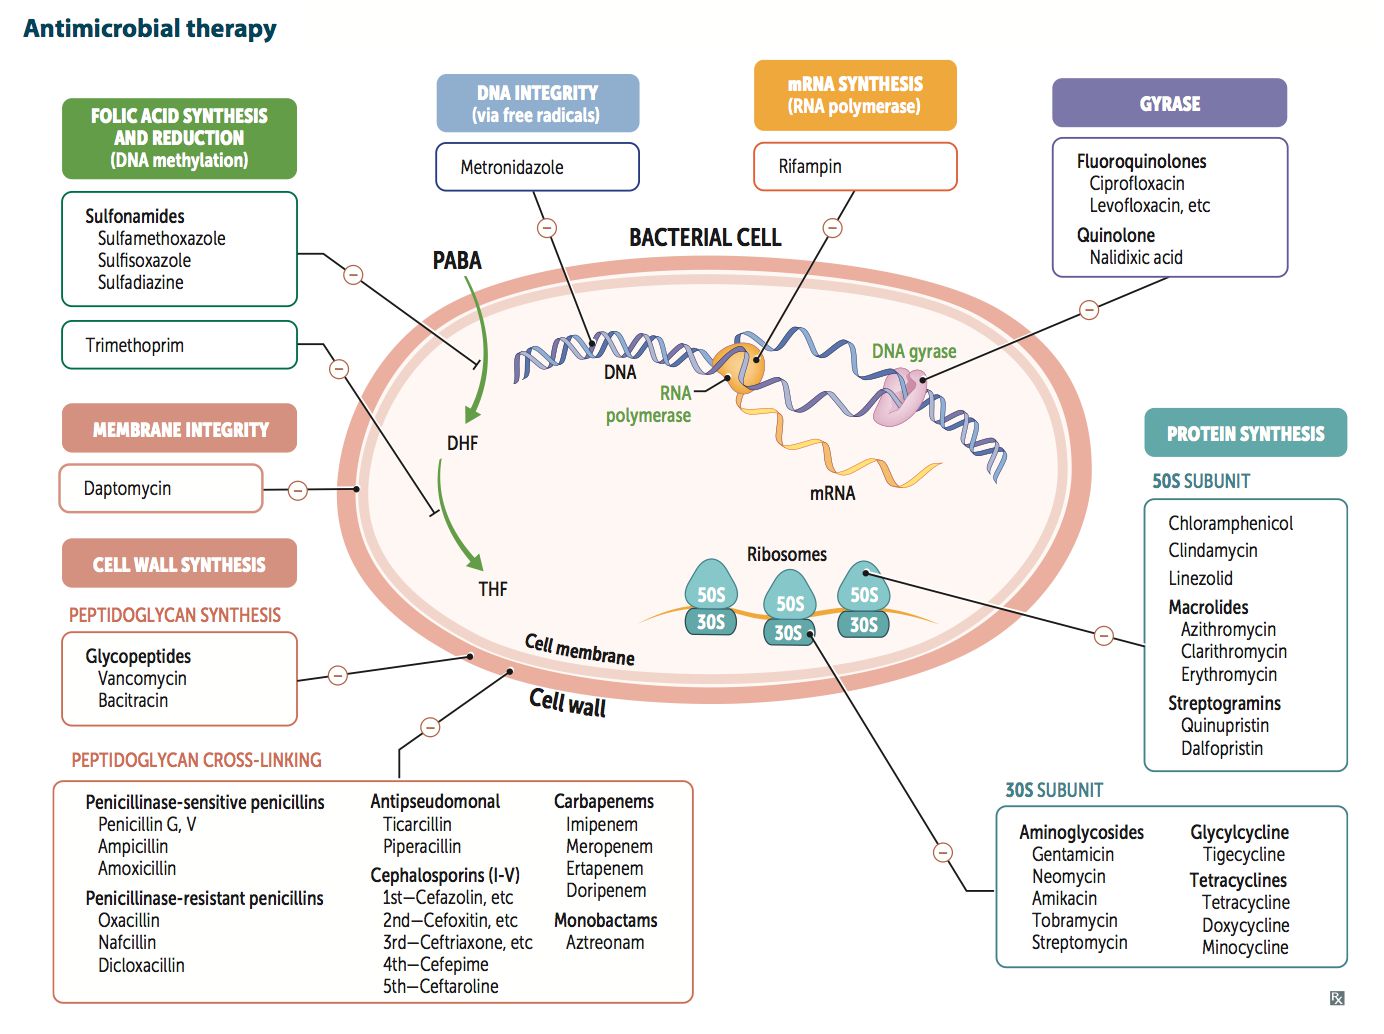 Antimicrobial therapy
FOLIC ACID SYNTHESIS
AND REDUCTION
(DNA methylation)
Sulfonamides
Sulfamethoxazole
Sulfisoxazole
Sulfadiazine
Trimethoprim
MEMBRANE INTEGRITY
Daptomycin
CELL WALL SYNTHESIS
PEPTIDOGLYCAN SYNTHESIS
Glycopeptides
Vancomycin
Bacitracin
PEPTIDOGLYCAN CROSS-LINKING
Penicillinase-sensitive penicillins
Penicillin G, V
Ampicillin
Amoxicillin
Penicillinase-resistant penicillins
Oxacillin
Nafcillin
Dicloxacillin
Antipseudomonal
Ticarcillin
Piperacillin
Cephalosporins (I-V)
1st—Cefazolin, etc
2nd—Cefoxitin, etc
3rd—Ceftriaxone, etc
4th—Cefepime
5th—Ceftaroline
Carbapenems
Imipenem
Meropenem
Ertapenem
Doripenem
Monobactams
Aztreonam
DNA INTEGRITY
(via free radicals)
Metronidazole
mRNA SYNTHESIS
(RNA polymerase)
Rifampin
GYRASE
Fluoroquinolones
Ciprofloxacin
Levofloxacin, etc
Quinolone
Nalidixic acid
BACTERIAL CELL
PABA
DHF
THF
DNA
RNA
polymerase
DNA gyrase
mRNA
Ribosomes
50S
30S
50S
30S
50S
30S
Cell membrane
Cell wall
PROTEIN SYNTHESIS
50S SUBUNIT
Chloramphenicol
Clindamycin
Linezolid
Macrolides
Azithromycin
Clarithromycin
Erythromycin
Streptogramins
Quinupristin
Dalfopristin
30S SUBUNIT
Aminoglycosides
Gentamicin
Neomycin
Amikacin
Tobramycin
Streptomycin
Glycylcycline
Tigecycline
Tetracyclines
Tetracycline
Doxycycline
Minocycline
Rx